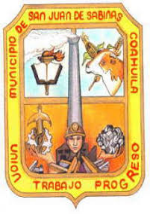 MUNICIPIO DE SAN JUAN DE SABINAS COAHUILA
UNION TRABAJO PROGRESO